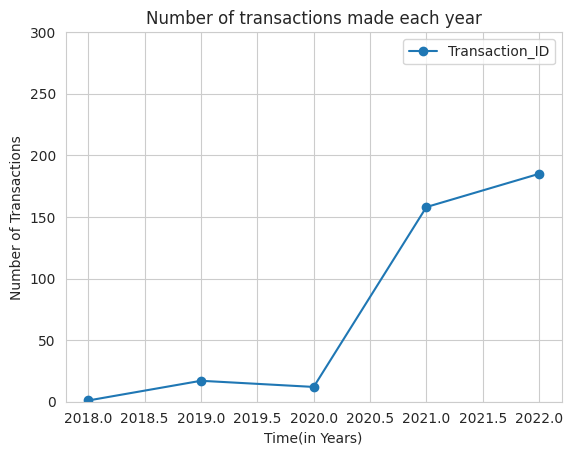 Number of transactions made each year
Transaction_ID
300
250
200
150
100
50
0
Number of Transactions
2018.0 2018.5 2019.0 2019.5 2020.0 2020.5 2021.0 2021.5 2022.0
Time(in Years)